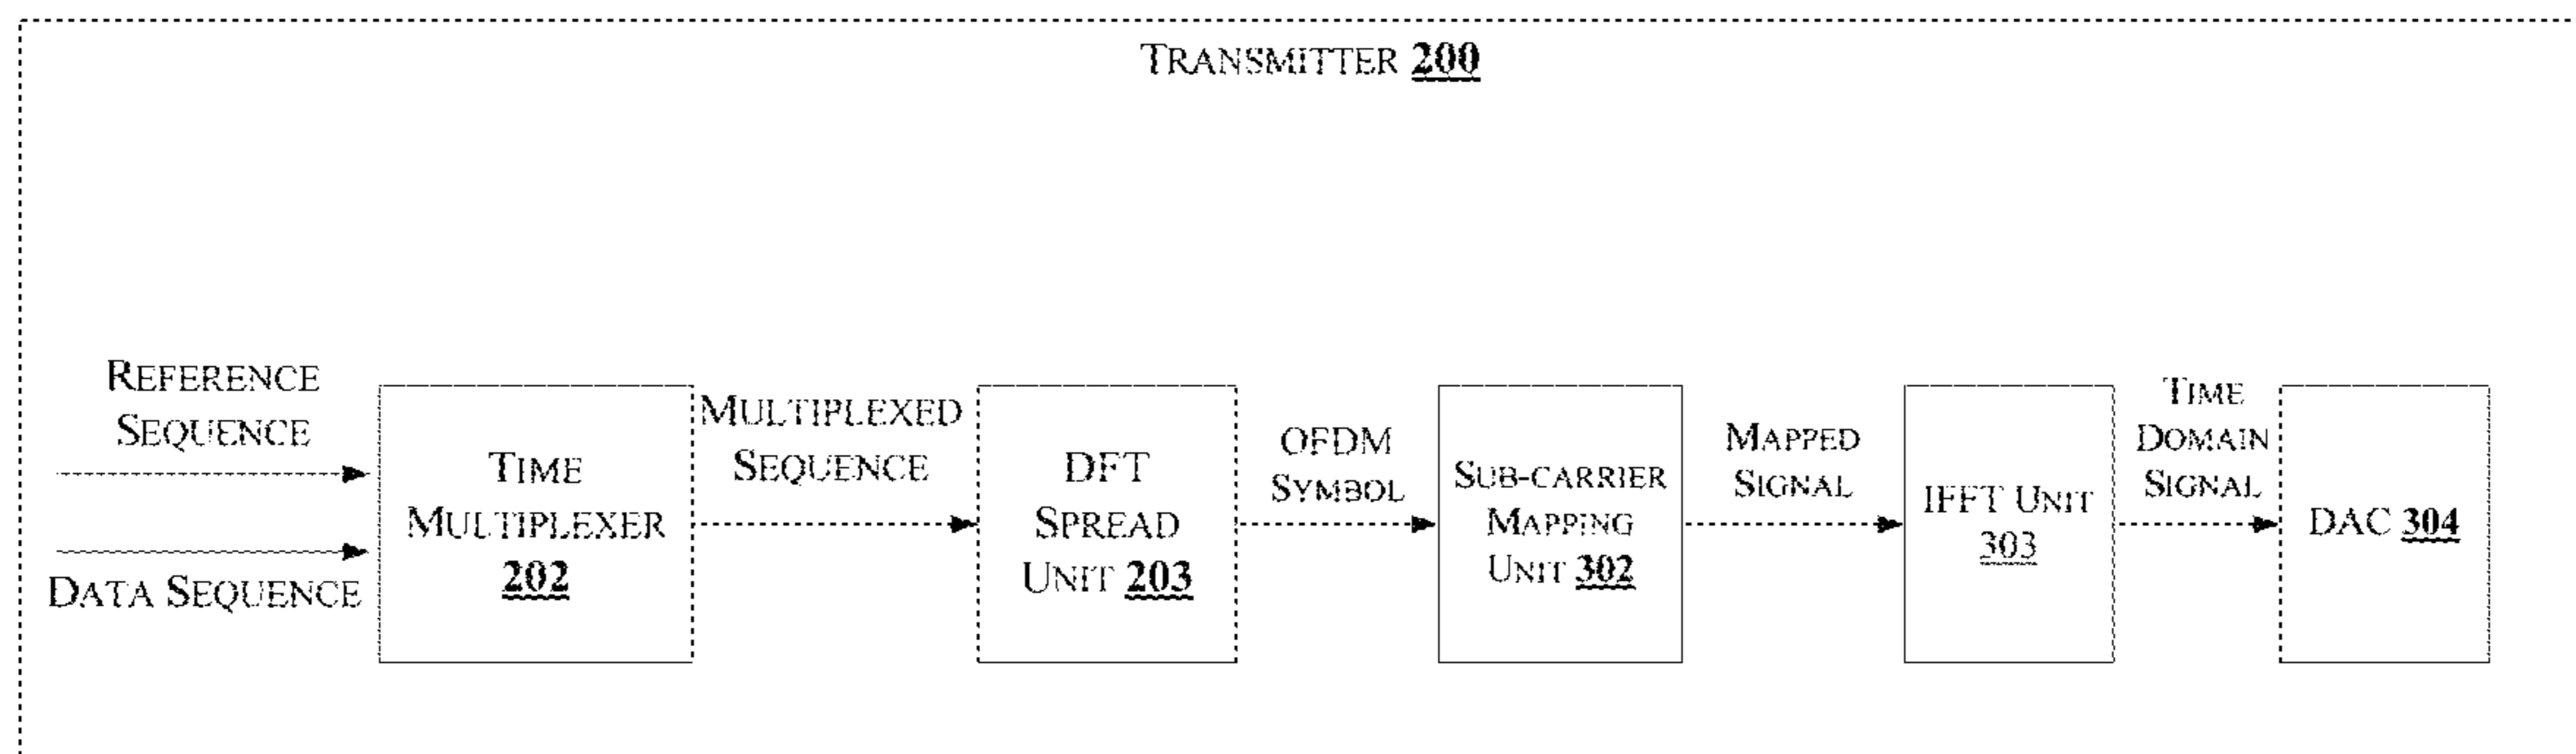 TRANSMITTER 200
REFERENCE
SEQUENCE
DATA SEQUENCE
TIME
MULTIPLEXER
202
MULTIPLEXED
SEQUENCE
DFT
SPREAD
UNIT 203
OFDM
SYMBOL
SUB-CARRIER
MAPPING
UNIT 302
MAPPED
SIGNAL
IFFT UNIT
303
TIME
DOMAIN
SIGNAL
DAC 304